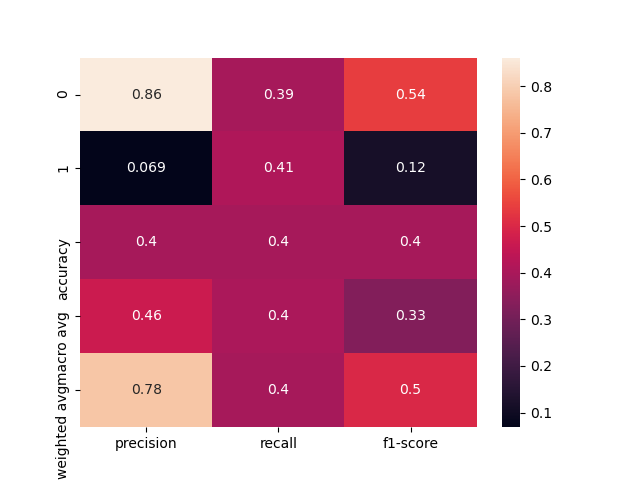 0 0.86 0.39 0.54
1 0.069 0.41 0.12
accuracy 0.4 0.4 0.4
macro avg 0.46 0.4 0.33
weighted avg 0.78 0.4 0.5
precision recall f1-score
0.8
0.7
0.6
0.5
0.4
0.3
0.2
0.1